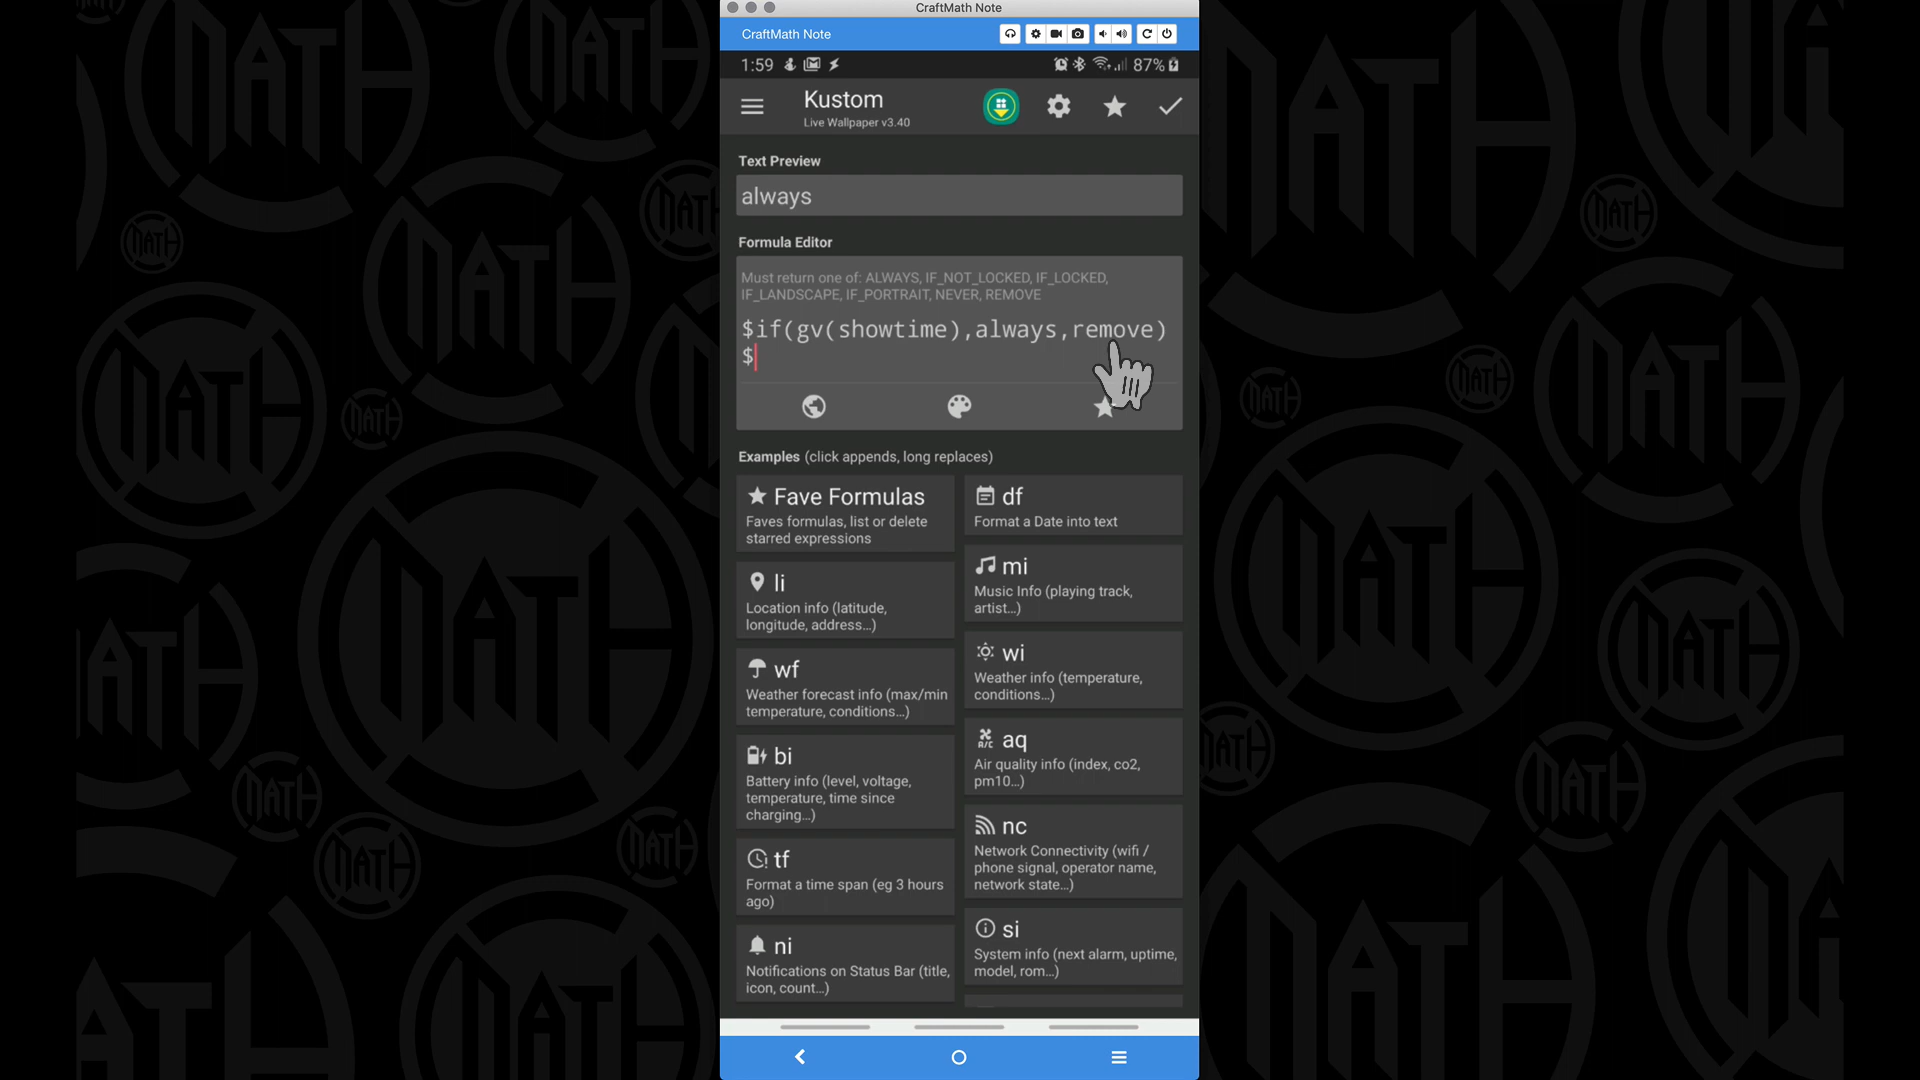 CraftMath Note
CraftMath Note
1:59
87%
Kustom
Live Wallpaper v3.40
Text Preview
always
Formula Editor
Must return one of: ALWAYS, IF_NOT_LOCKED, IF_LOCKED,
IF_LANDSCAPE, IF_PORTRAIT, NEVER, REMOVE
$if(gv(showtime),always,remove)
$
Examples (click appends, long replaces)
Fave Formulas
Faves formulas, list or delete
starred expressions
df
Format a Date into text
li
Location info (latitude,
longitude, address...)
mi
Music Info (playing track,
artist...)
wf
Weather forecast info (max/min
temperature, conditions...)
wi
Weather info (temperature,
conditions...)
bi
Battery info (level, voltage,
temperature, time since
charging...)
A/C
aq
Air quality info (index, co2,
pm10...)
tf
Format a time span (eg 3 hours
ago)
nc
Network Connectivity (wifi /
phone signal, operator name,
network state...)
ni
Notifications on Status Bar (title,
icon, count...)
si
System info (next alarm, uptime,
model, rom...)
MATH